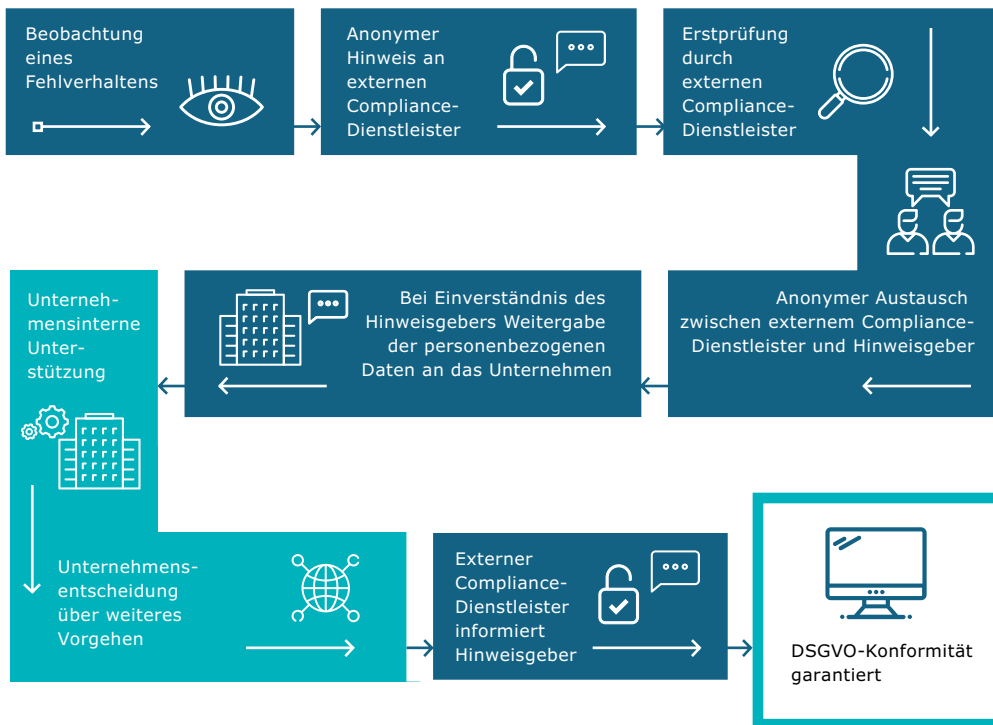 Beobachtung
eines
Fehlverhaltens
Anonymer
Hinweis an
externen
Compliance-
Dienstleister
Erstprüfung
durch
externen
Compliance-
Dienstleister
Anonymer Austausch
zwischen externem Compliance-
Dienstleister und Hinweisgeber
Bei Einverständnis des
Hinweisgebers Weitergabe
der personenbezogenen
Daten an das Unternehmen
Unterneh-
mensinterne
Unter-
stützung
Unternehmens-
entscheidung
über weiteres
Vorgehen
Externer
Compliance-
Dienstleister
informiert
Hinweisgeber
DSGVO-Konformität
garantiert